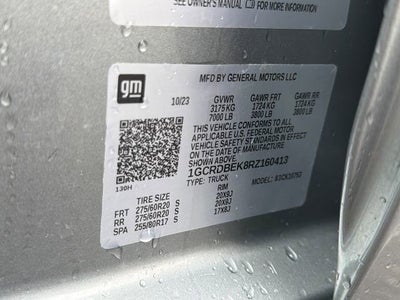 SEE OWNER'S MANUAL FOR MORE INFORMATION
gm
MFD BY GENERAL MOTORS LLC
10/23 GVWR GAWR FRT GAWR RR
3175 KG 1724 KG 1724 KG
7000 LB 3800 LB 3800 LB
THIS VEHICLE CONFORMS TO ALL
APPLICABLE U.S. FEDERAL MOTOR
VEHICLE SAFETY STANDARDS IN EFFECT
ON THE DATE OF MANUFACTURE
SHOWN ABOVE.
1GCRDBEK8RZ160413
TYPE: TRUCK MODEL:
130H
TIRE SIZE RIM
FRT 275/60R20 S 20X9J
RR 275/60R20 S 20X9J
SPA 255/80R17 S 17X8J